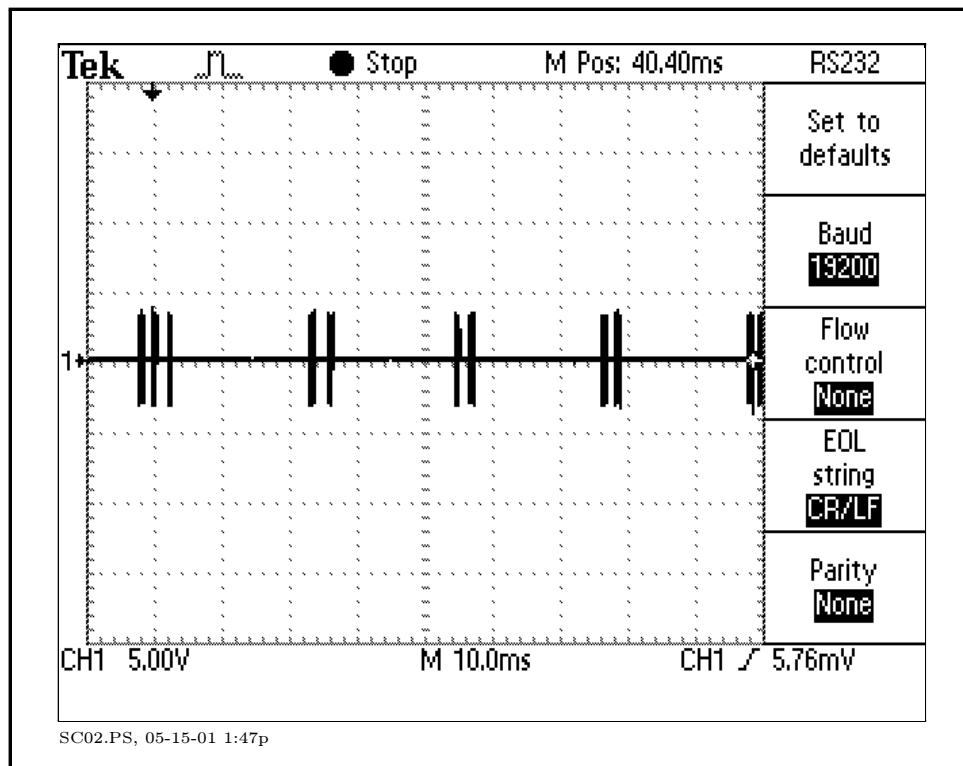 Tek Stop M Pos: 40.40ms RS232
Set to
defaults
Baud
19200
Flow
control
None
EOL
string
CR/LF
Parity
None
1
CH1 5.00V M 10.0ms CH1 5.76mV
SC02.PS, 05-15-01 1:47p